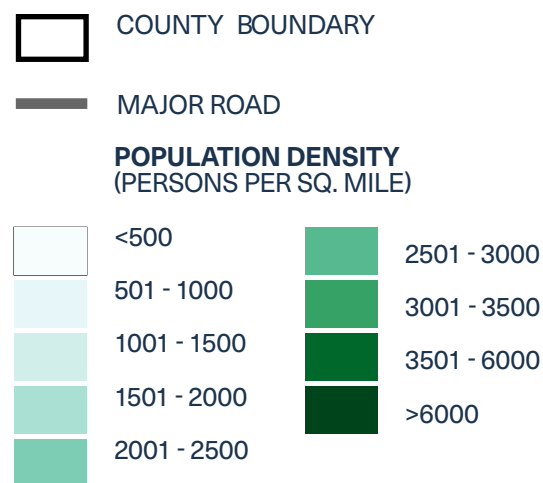 COUNTY BOUNDARY
MAJOR ROAD
POPULATION DENSITY
(PERSONS PER SQ. MILE)
<500
501 - 1000
1001 - 1500
1501 - 2000
2001 - 2500
2501 - 3000
3001 - 3500
3501 - 6000
>6000